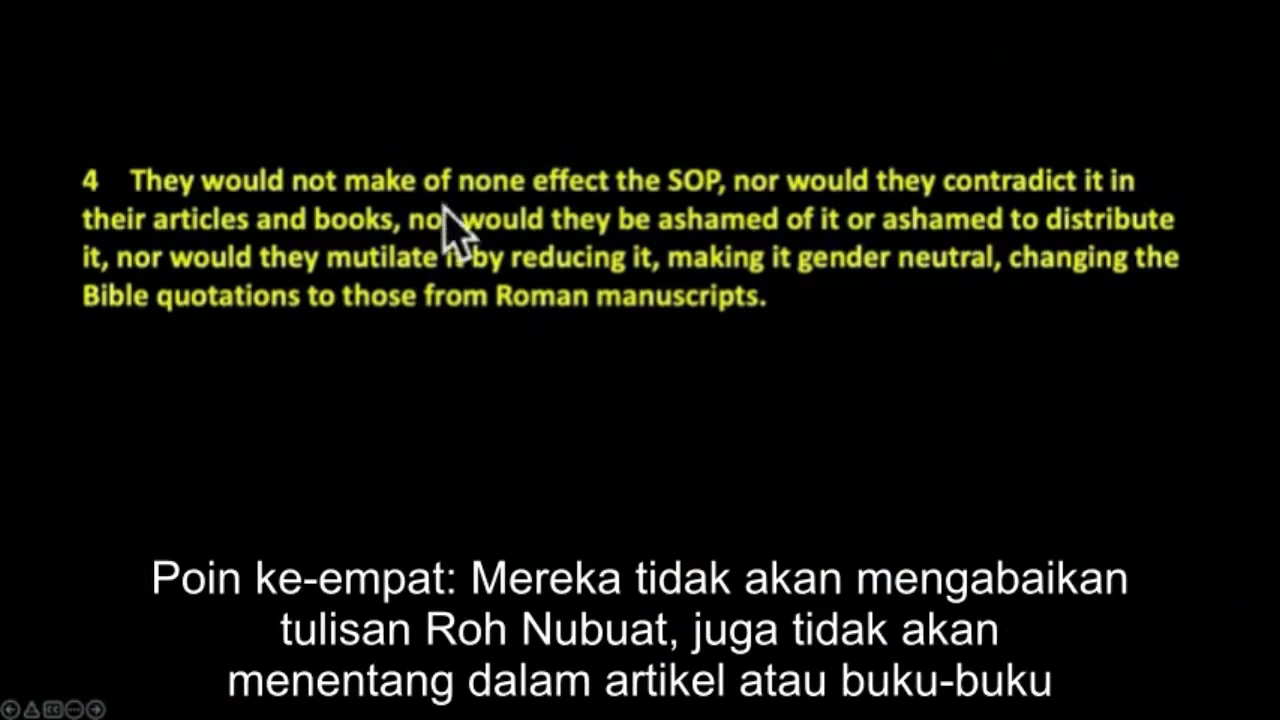 4 They would not make of none effect the SOP, nor would they contradict it in
their articles and books, no would they be ashamed of it or ashamed to distribute
it, nor would they mutilate by reducing it, making it gender neutral, changing the
Bible quotations to those from Roman manuscripts.
Poin ke-empat: Mereka tidak akan mengabaikan
tulisan Roh Nubuat, juga tidak akan
menentang dalam artikel atau buku-buku